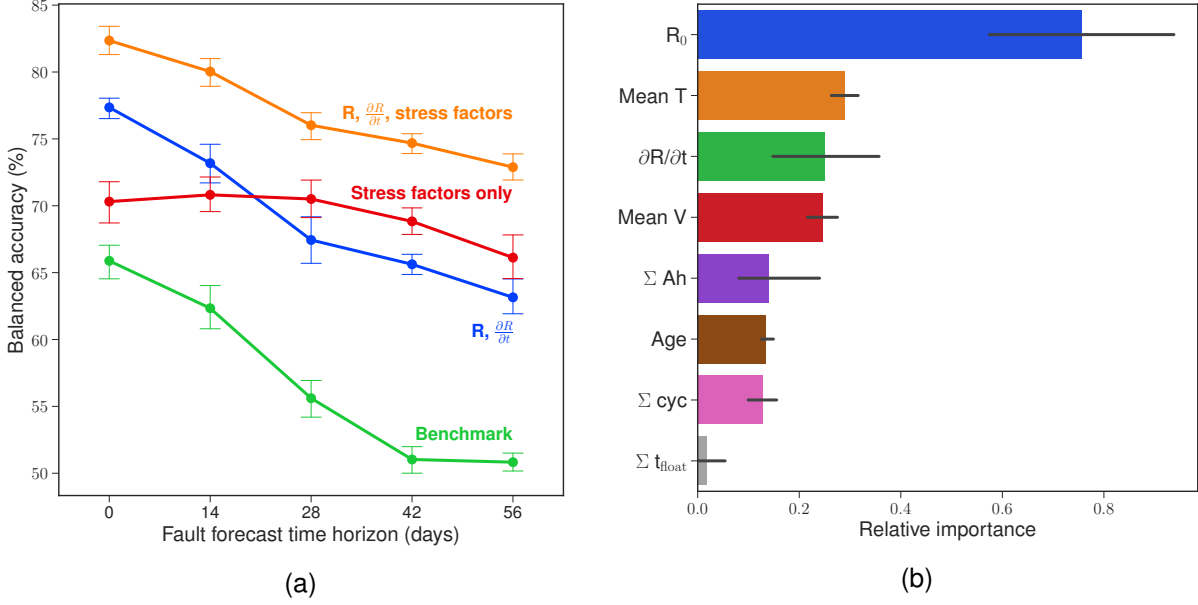 85
80
75
70
65
60
55
50
Balanced accuracy (%)
R, ∂R/∂t, stress factors
Stress factors only
R, ∂R/∂t
Benchmark
0 14 28 42 56
Fault forecast time horizon (days)
(a)
R₀
Mean T
∂R/∂t
Mean V
Σ Ah
Age
Σ cyc
Σ t_float
0.0 0.2 0.4 0.6 0.8
Relative importance
(b)